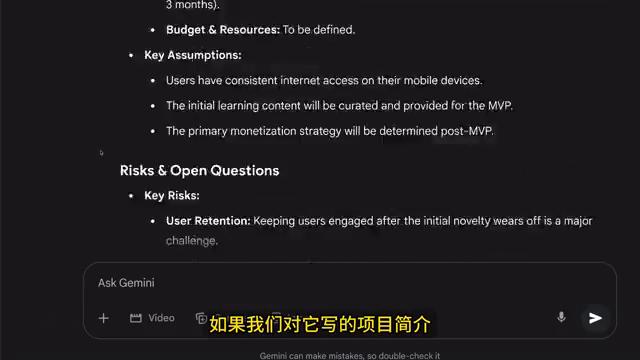 3 months).
• Budget & Resources: To be defined.
• Key Assumptions:
• Users have consistent internet access on their mobile devices.
• The initial learning content will be curated and provided for the MVP.
• The primary monetization strategy will be determined post-MVP.
Risks & Open Questions
• Key Risks:
• User Retention: Keeping users engaged after the initial novelty wears off is a major
challenge.
Ask Gemini
Video
如果我们对它写的项目简介
Gemini can make mistakes, so double-check it